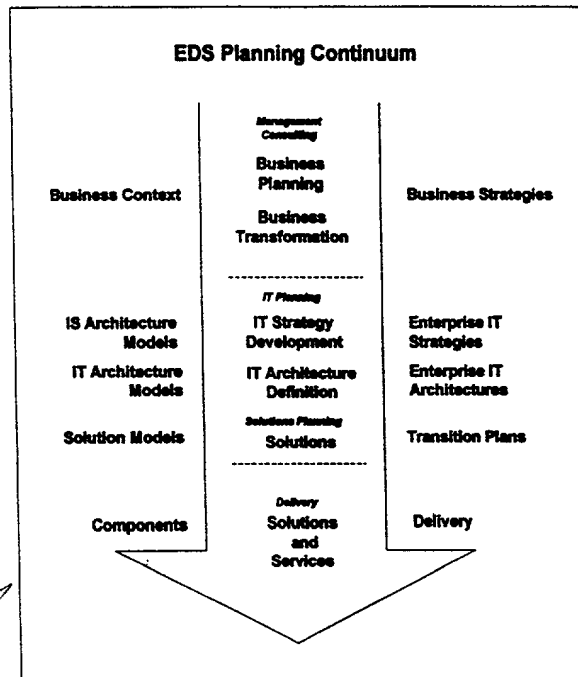 EDS Planning Continuum
Management
Consulting
Business
Planning
Business Context
Business Strategies
Business
Transformation
IT Planning
IS Architecture
Models
IT Strategy
Development
Enterprise IT
Strategies
IT Architecture
Models
IT Architecture
Definition
Enterprise IT
Architectures
Solutions Planning
Solution Models
Solutions
Transition Plans
Delivery
Components
Solutions
and
Services
Delivery